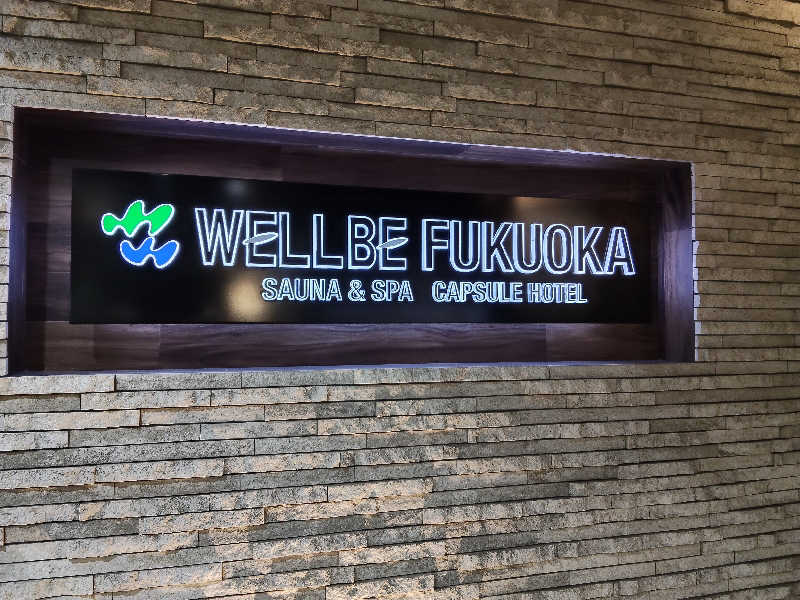 WELLBE FUKUOKA
SAUNA & SPA CAPSULE HOTEL